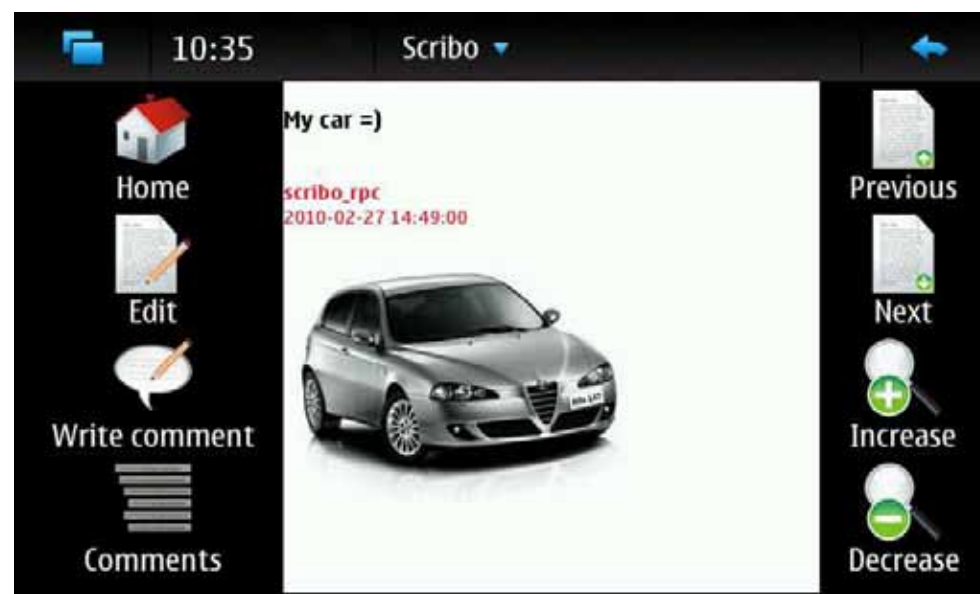 10:35 Scribo
Home
Edit
Write comment
Comments
My car =)
scribo_rpc
2010-02-27 14:49:00
Previous
Next
Increase
Decrease